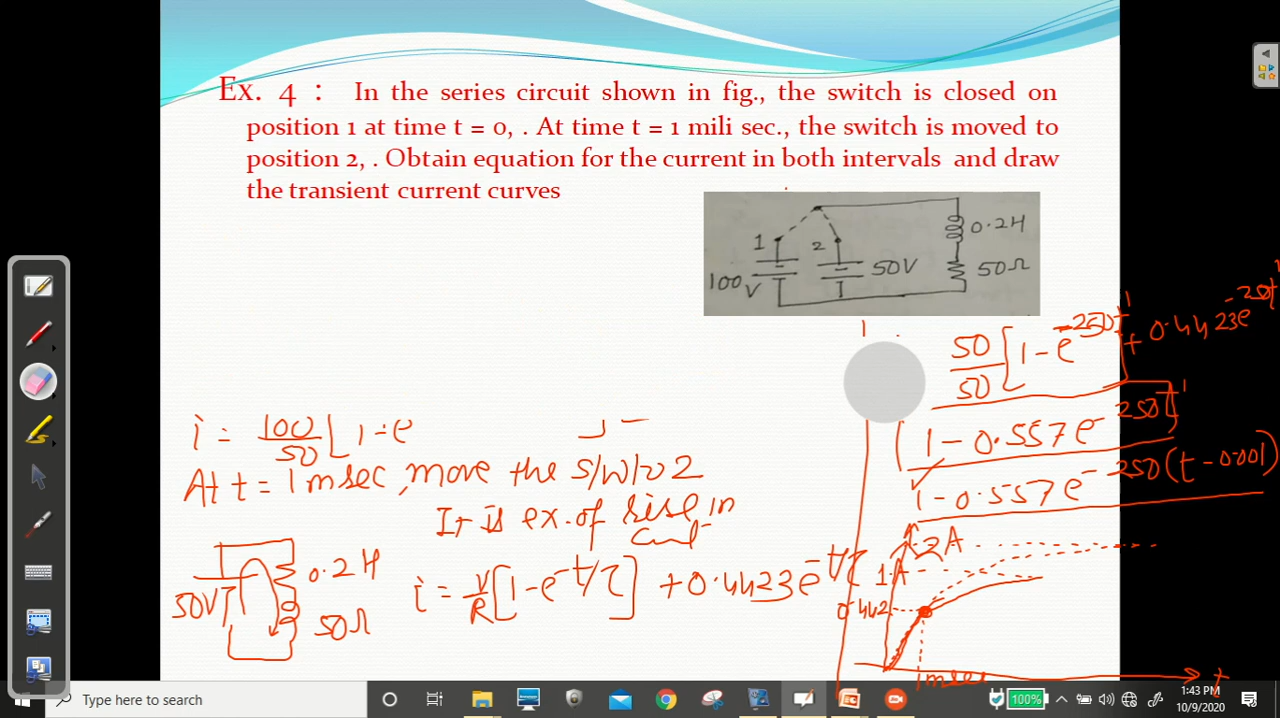 Ex. 4 : In the series circuit shown in fig., the switch is closed on
position 1 at time t = 0, . At time t = 1 mili sec., the switch is moved to
position 2, . Obtain equation for the current in both intervals and draw
the transient current curves
1
2
0.2H
100
V
50V
50Ω
50/50 [1 - e^-250t'] + 0.4423e^-250t'
1 - 0.557e^-250t'
1 - 0.557e^-250(t-0.001)
i = 100/50 [1 - e
At t = 1 msec, move the S/W to 2
It is ex. of rise in
50V
0.2H
50Ω
i = V/R [1 - e^-t/τ] + 0.4423e^-t/τ
2A
1A
0.442
1msec
t
Type here to search
100%
1:43 PM
10/9/2020